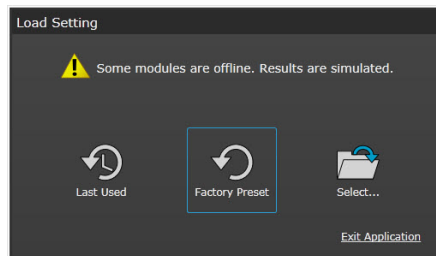 Load Setting
Some modules are offline. Results are simulated.
Last Used
Factory Preset
Select...
Exit Application